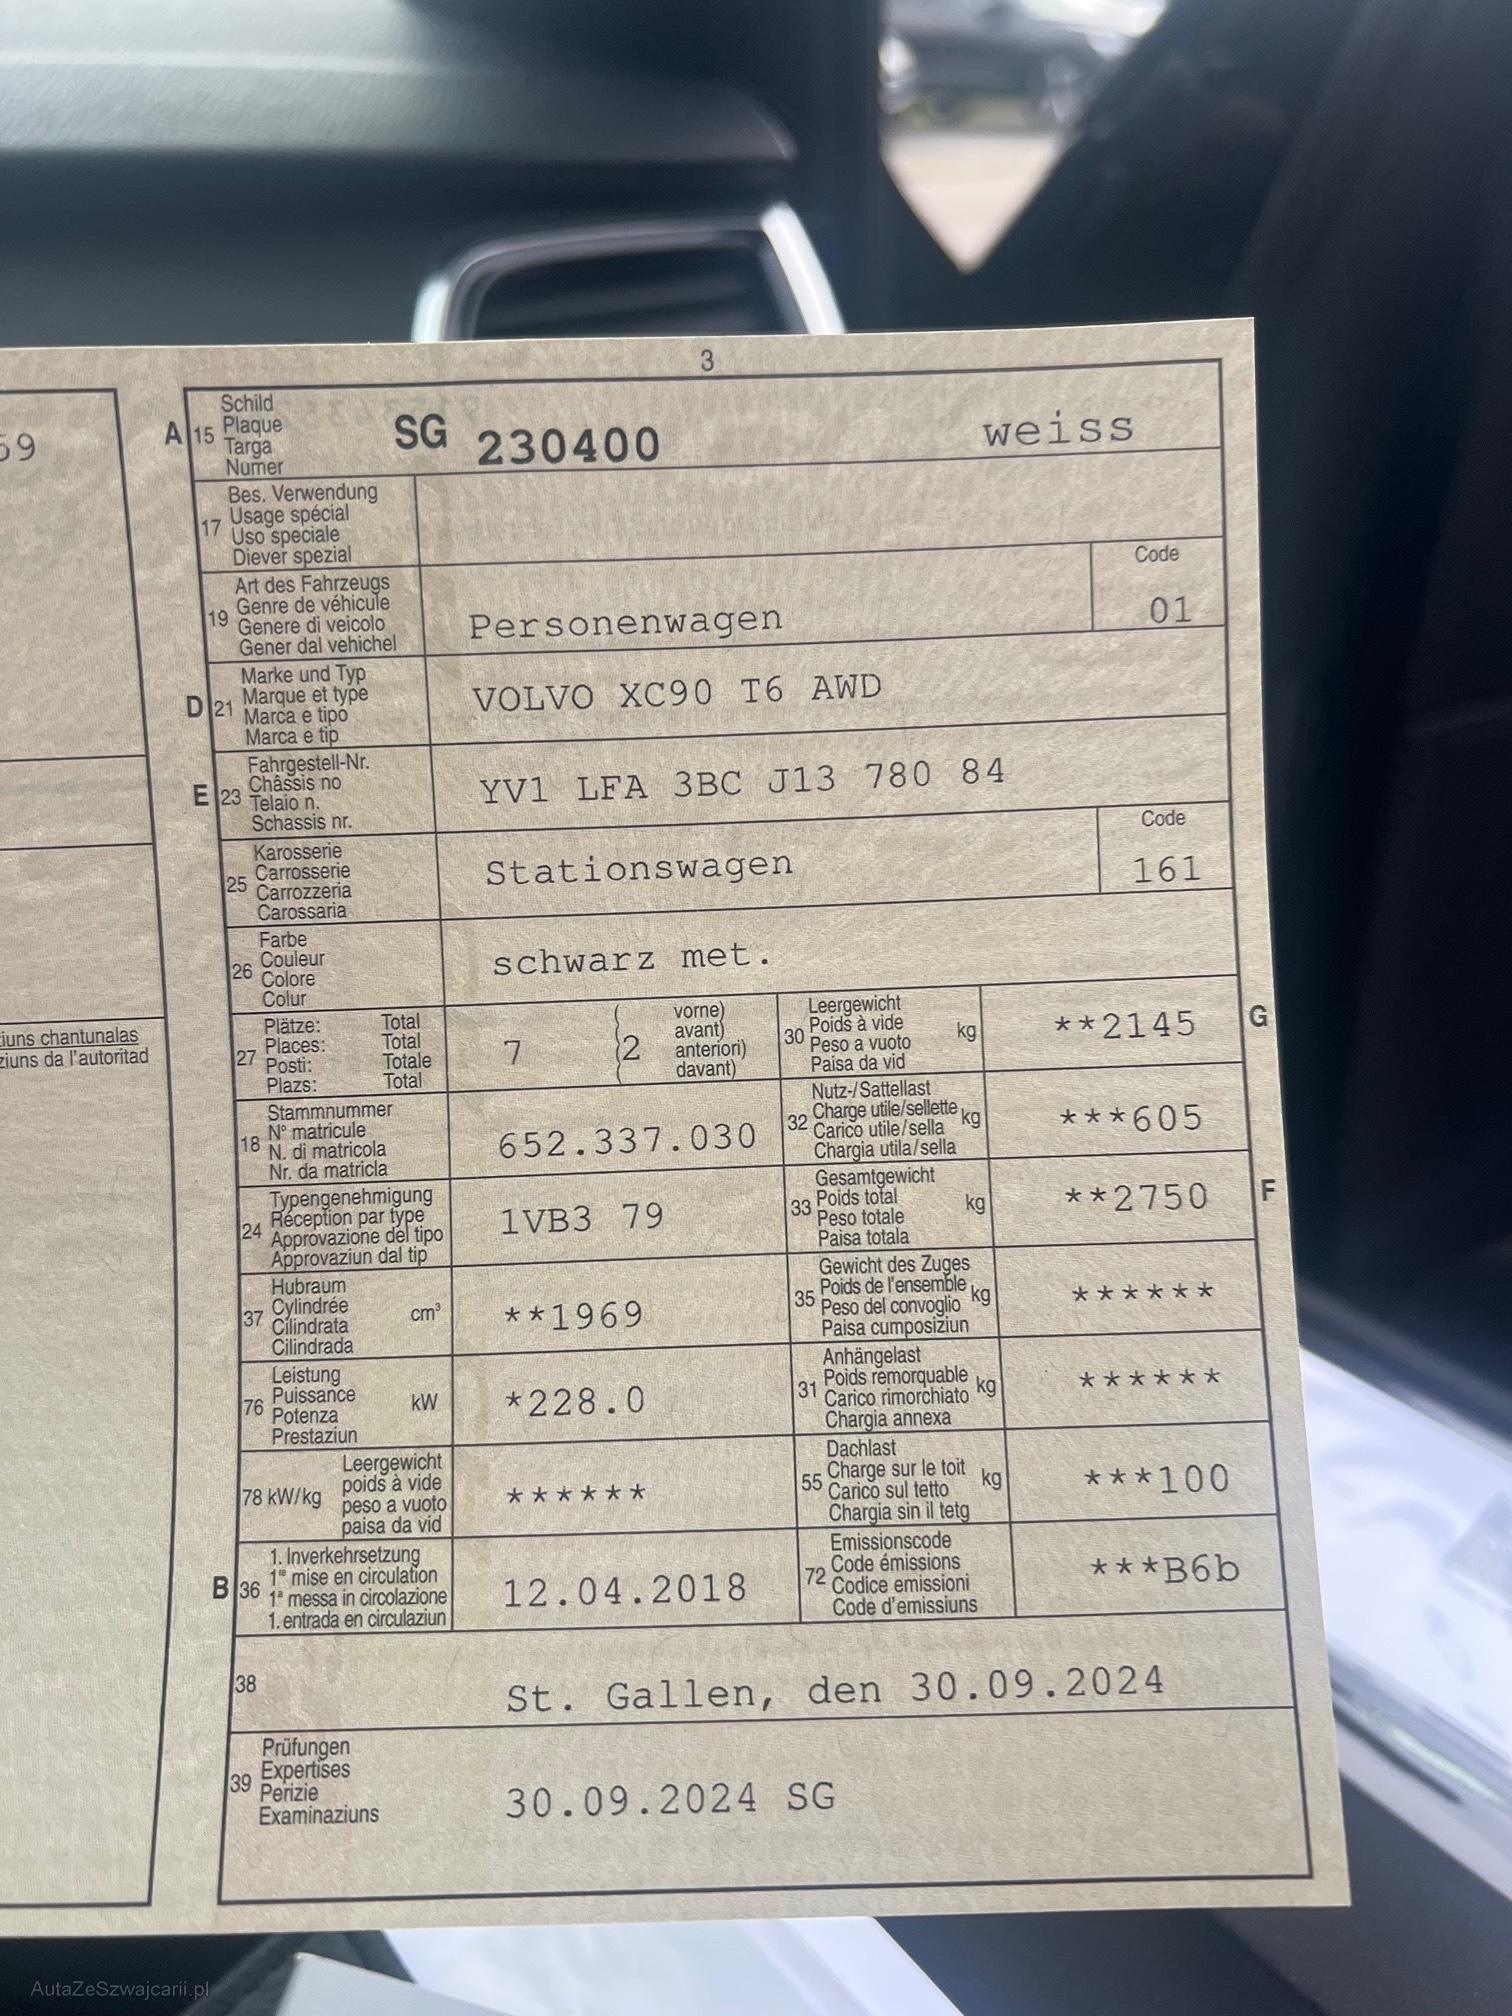 3
59
A 15 Schild
Plaque
Targa
Numer
SG 230400 weiss
17 Bes. Verwendung
Usage spécial
Uso speciale
Diever spezial
19 Art des Fahrzeugs
Genre de véhicule
Genere di veicolo
Gener dal vehichel
Personenwagen
Code
01
D 21 Marke und Typ
Marque et type
Marca e tipo
Marca e tip
VOLVO XC90 T6 AWD
E 23 Fahrgestell-Nr.
Châssis no
Telaio n.
Schassis nr.
YV1 LFA 3BC J13 780 84
25 Karosserie
Carrosserie
Carrozzeria
Carossaria
Stationswagen
Code
161
26 Farbe
Couleur
Colore
Colur
schwarz met.
iuns chantunalas
ziuns da l'autoritad
27 Plätze: Total
Places: Total
Posti: Totale
Plazs: Total
7 (2 vorne)
avant)
anteriori)
davant)
30 Leergewicht
Poids à vide
Peso a vuoto
Paisa da vid
kg
**2145
G
18 Stammnummer
N° matricule
N. di matricola
Nr. da matricla
652.337.030
32 Nutz-/Sattellast
Charge utile/sellette
Carico utile/sella
Chargia utila/sella
kg
***605
24 Typengenehmigung
Réception par type
Approvazione del tipo
Approvaziun dal tip
1VB3 79
33 Gesamtgewicht
Poids total
Peso totale
Paisa totala
kg
**2750
F
37 Hubraum
Cylindrée
Cilindrata
Cilindrada
cm³
**1969
35 Gewicht des Zuges
Poids de l'ensemble
Peso del convoglio
Paisa cumposiziun
kg
******
76 Leistung
Puissance
Potenza
Prestaziun
kW
*228.0
31 Anhängelast
Poids remorquable
Carico rimorchiato
Chargia annexa
kg
******
78 kW/kg Leergewicht
poids à vide
peso a vuoto
paisa da vid
******
55 Dachlast
Charge sur le toit
Carico sul tetto
Chargia sin il tetg
kg
***100
B 36 1. Inverkehrsetzung
1re mise en circulation
1a messa in circolazione
1. entrada en circulaziun
12.04.2018
72 Emissionscode
Code émissions
Codice emissioni
Code d'emissiuns
***B6b
38 St. Gallen, den 30.09.2024
39 Prüfungen
Expertises
Perizie
Examinaziuns
30.09.2024 SG
AutaZeSzwajcarii.pl